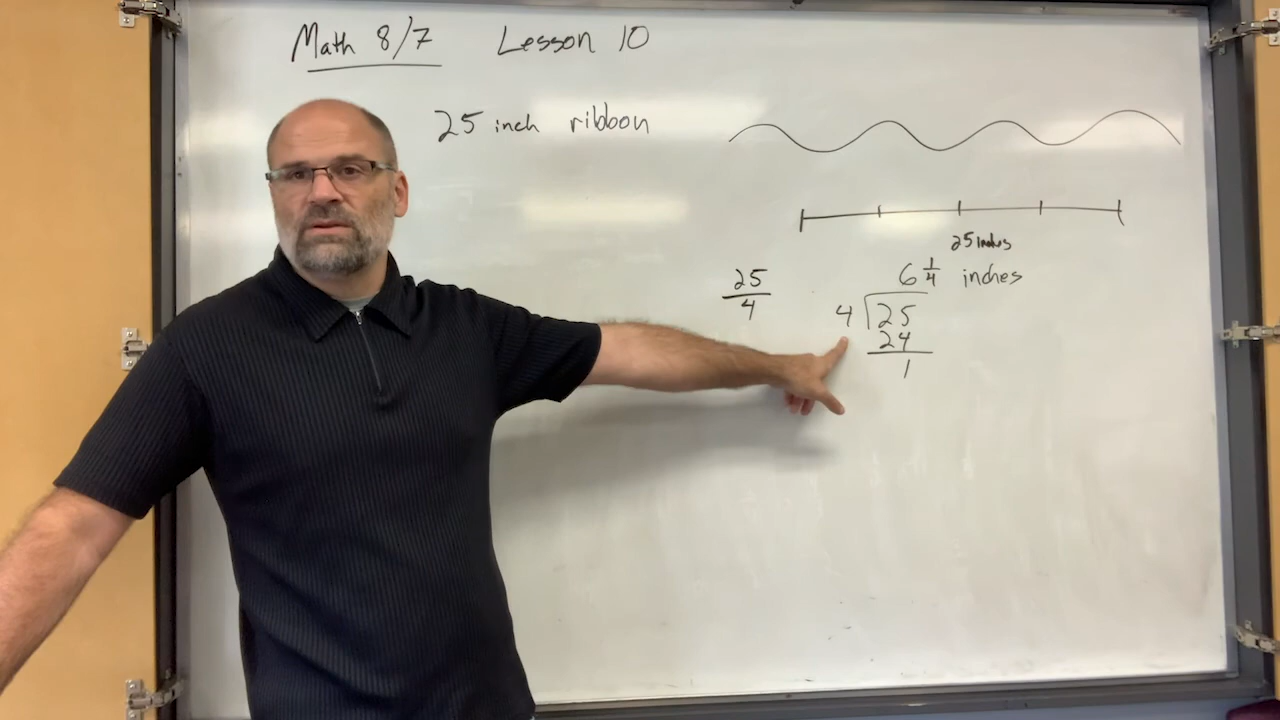 Math 8/7 Lesson 10
25 inch ribbon
25 inches
25
4
6 1/4 inches
4 25
24
1